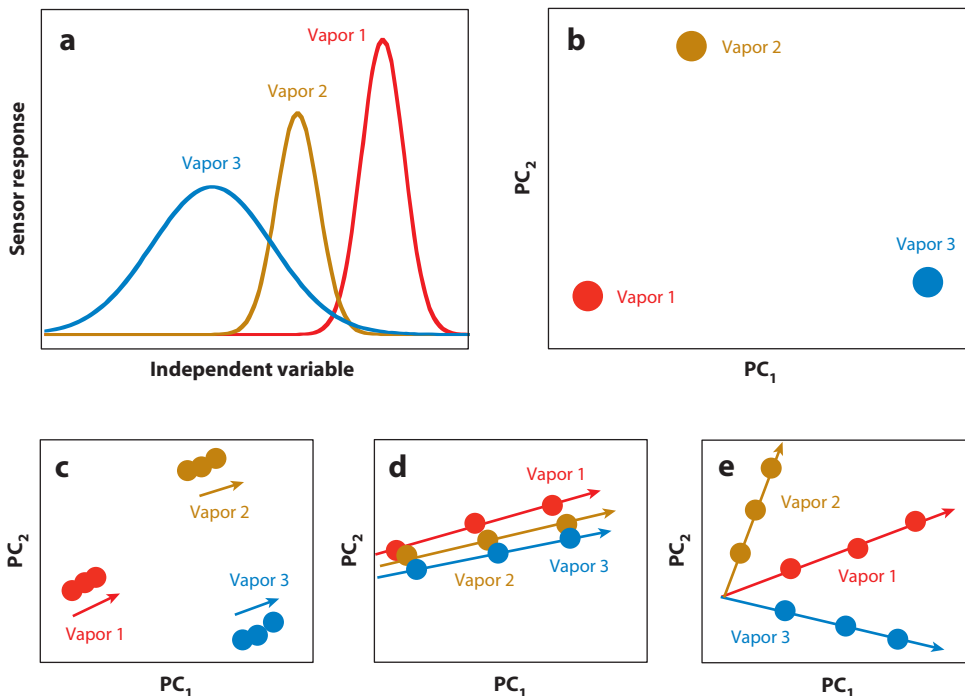 a
Vapor 1
Vapor 2
Vapor 3
Sensor response
Independent variable
b
Vapor 2
Vapor 3
Vapor 1
PC₂
PC₁
c
Vapor 2
Vapor 3
Vapor 1
PC₂
PC₁
d
Vapor 1
Vapor 2
Vapor 3
PC₂
PC₁
e
Vapor 2
Vapor 1
Vapor 3
PC₂
PC₁